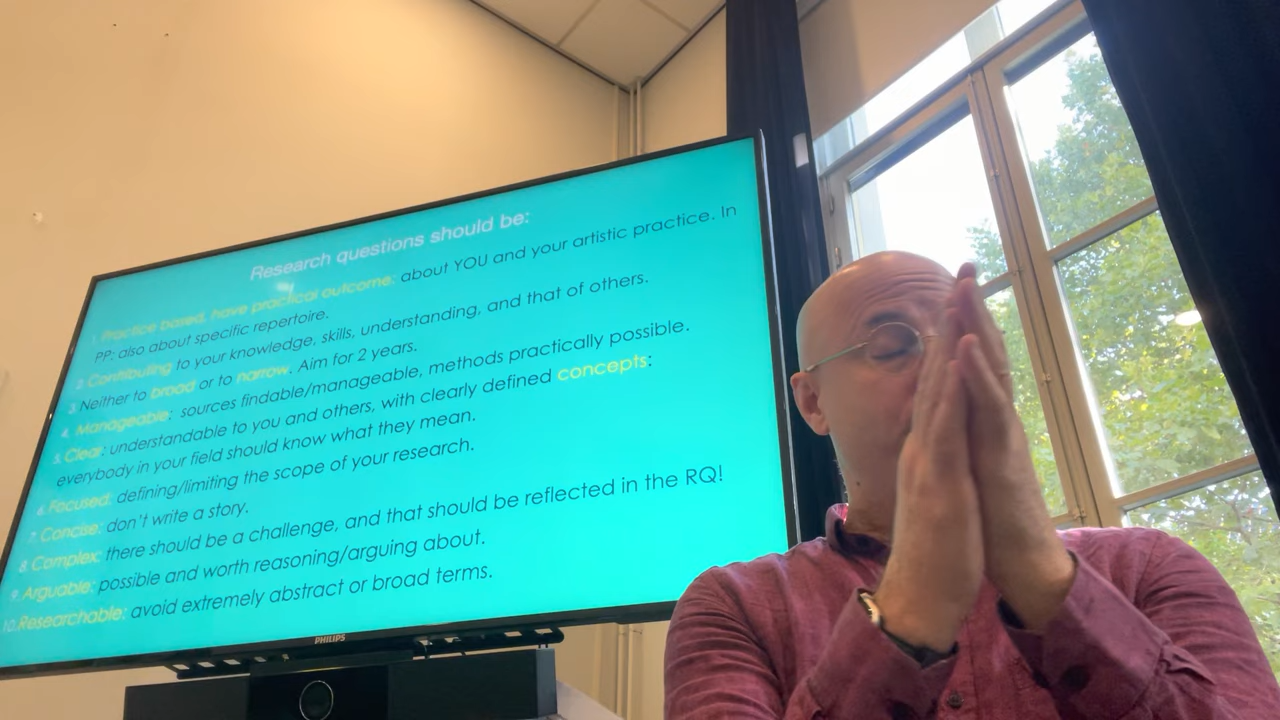 Research questions should be:
1. Practice based, have practical outcome: about YOU and your artistic practice. In
PP: also about specific repertoire.
2. Contributing to your knowledge, skills, understanding, and that of others.
3. Neither to broad or to narrow. Aim for 2 years.
4. Manageable: sources findable/manageable, methods practically possible.
5. Clear: understandable to you and others, with clearly defined concepts:
everybody in your field should know what they mean.
6. Focused: defining/limiting the scope of your research.
7. Concise: don't write a story.
8. Complex: there should be a challenge, and that should be reflected in the RQ!
9. Arguable: possible and worth reasoning/arguing about.
10. Researchable: avoid extremely abstract or broad terms.
PHILIPS